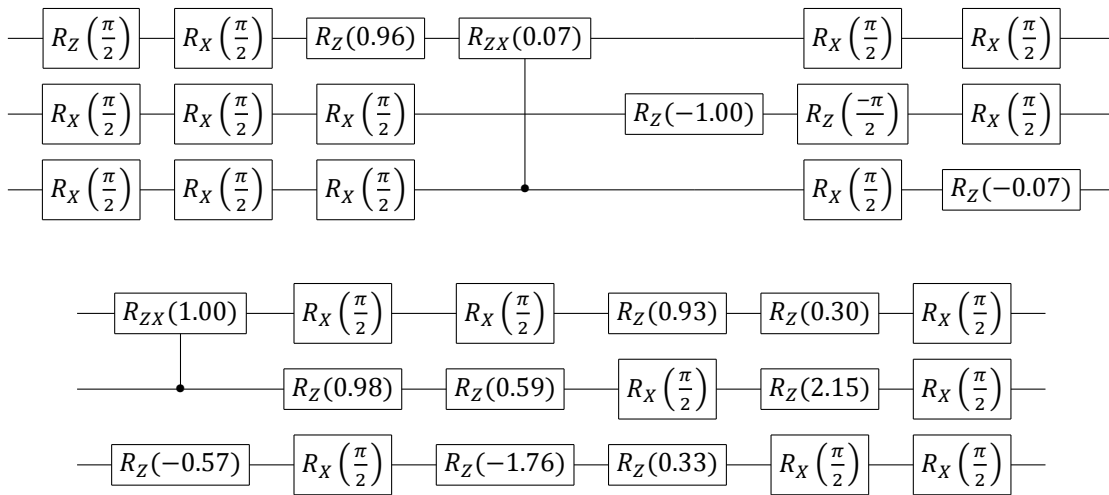 R_Z(π/2) R_X(π/2) R_Z(0.96) R_ZX(0.07) R_X(π/2) R_X(π/2)
R_X(π/2) R_X(π/2) R_X(π/2) R_Z(−1.00) R_Z(−π/2) R_X(π/2)
R_X(π/2) R_X(π/2) R_X(π/2) R_X(π/2) R_Z(−0.07)
R_ZX(1.00) R_X(π/2) R_X(π/2) R_Z(0.93) R_Z(0.30) R_X(π/2)
R_Z(0.98) R_Z(0.59) R_X(π/2) R_Z(2.15) R_X(π/2)
R_Z(−0.57) R_X(π/2) R_Z(−1.76) R_Z(0.33) R_X(π/2) R_X(π/2)